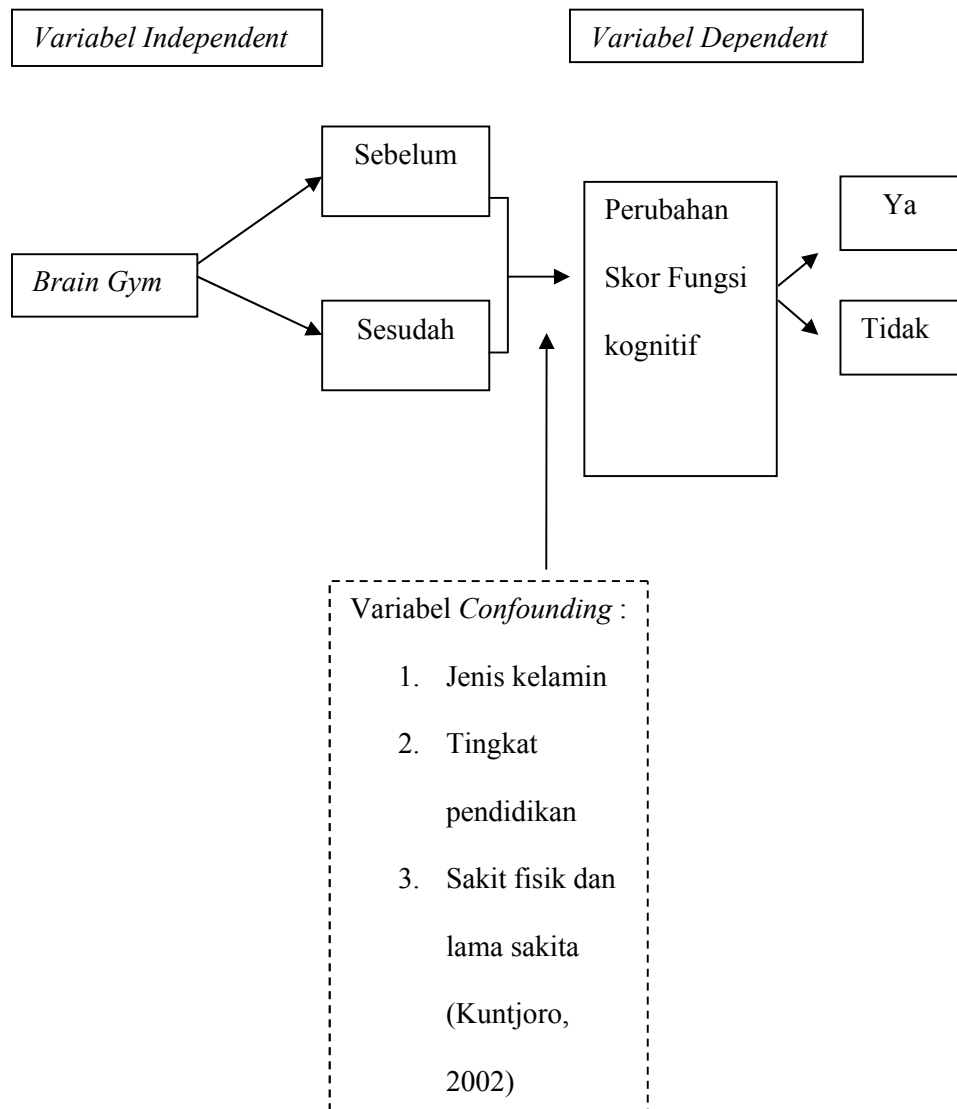 Variabel Independent
Variabel Dependent
Sebelum
Brain Gym
Sesudah
Perubahan
Skor Fungsi
kognitif
Ya
Tidak
Variabel Confounding :
1. Jenis kelamin
2. Tingkat
pendidikan
3. Sakit fisik dan
lama sakita
(Kuntjoro,
2002)